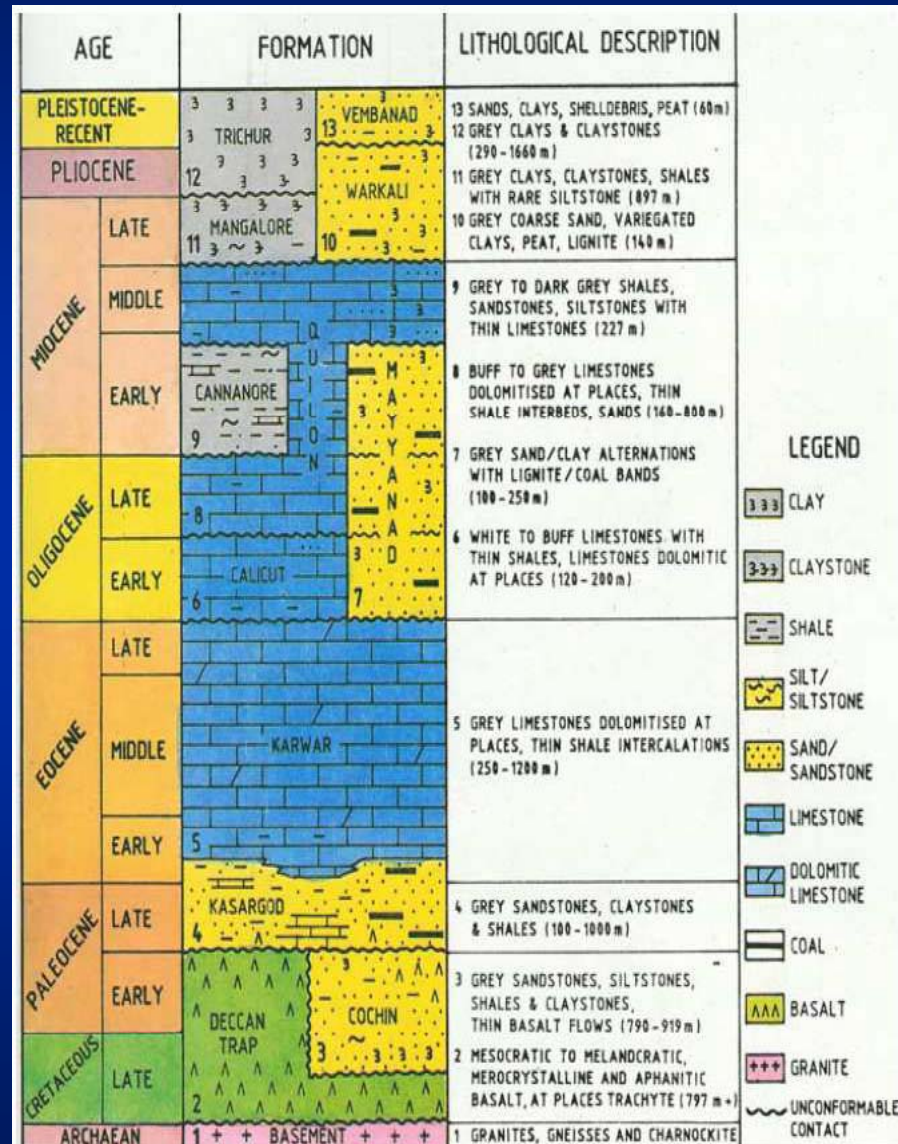 AGE
FORMATION
LITHOLOGICAL DESCRIPTION
PLEISTOCENE-
RECENT
PLIOCENE
MIOCENE
LATE
MIDDLE
EARLY
OLIGOCENE
LATE
EARLY
EOCENE
LATE
MIDDLE
EARLY
PALEOCENE
LATE
EARLY
CRETACEOUS
LATE
ARCHAEAN
TRICHUR
12
VEMBANAD
13
WARKALI
10
MANGALORE
11
QUILON
CANNANORE
9
MAYYANAD
8
CALICUT
6
7
KARWAR
5
KASARGOD
4
DECCAN
TRAP
2
COCHIN
3
1 BASEMENT
13 SANDS, CLAYS, SHELLDEBRIS, PEAT (60m)
12 GREY CLAYS & CLAYSTONES
(290-1660 m)
11 GREY CLAYS, CLAYSTONES, SHALES
WITH RARE SILTSTONE (897 m)
10 GREY COARSE SAND, VARIEGATED
CLAYS, PEAT, LIGNITE (140m)
9 GREY TO DARK GREY SHALES,
SANDSTONES, SILTSTONES WITH
THIN LIMESTONES (227 m)
8 BUFF TO GREY LIMESTONES
DOLOMITISED AT PLACES, THIN
SHALE INTERBEDS, SANDS (160-800m)
7 GREY SAND/CLAY ALTERNATIONS
WITH LIGNITE/COAL BANDS
(100-250m)
6 WHITE TO BUFF LIMESTONES WITH
THIN SHALES, LIMESTONES DOLOMITIC
AT PLACES (120-200m)
5 GREY LIMESTONES DOLOMITISED AT
PLACES, THIN SHALE INTERCALATIONS
(250-1200m)
4 GREY SANDSTONES, CLAYSTONES
& SHALES (100-1000m)
3 GREY SANDSTONES, SILTSTONES,
SHALES & CLAYSTONES,
THIN BASALT FLOWS (790-919m)
2 MESOCRATIC TO MELANDCRATIC,
MEROCRYSTALLINE AND APHANITIC
BASALT, AT PLACES TRACHYTE (797 m+)
1 GRANITES, GNEISSES AND CHARNOCKITE
LEGEND
CLAY
CLAYSTONE
SHALE
SILT/
SILTSTONE
SAND/
SANDSTONE
LIMESTONE
DOLOMITIC
LIMESTONE
COAL
BASALT
GRANITE
UNCONFORMABLE
CONTACT